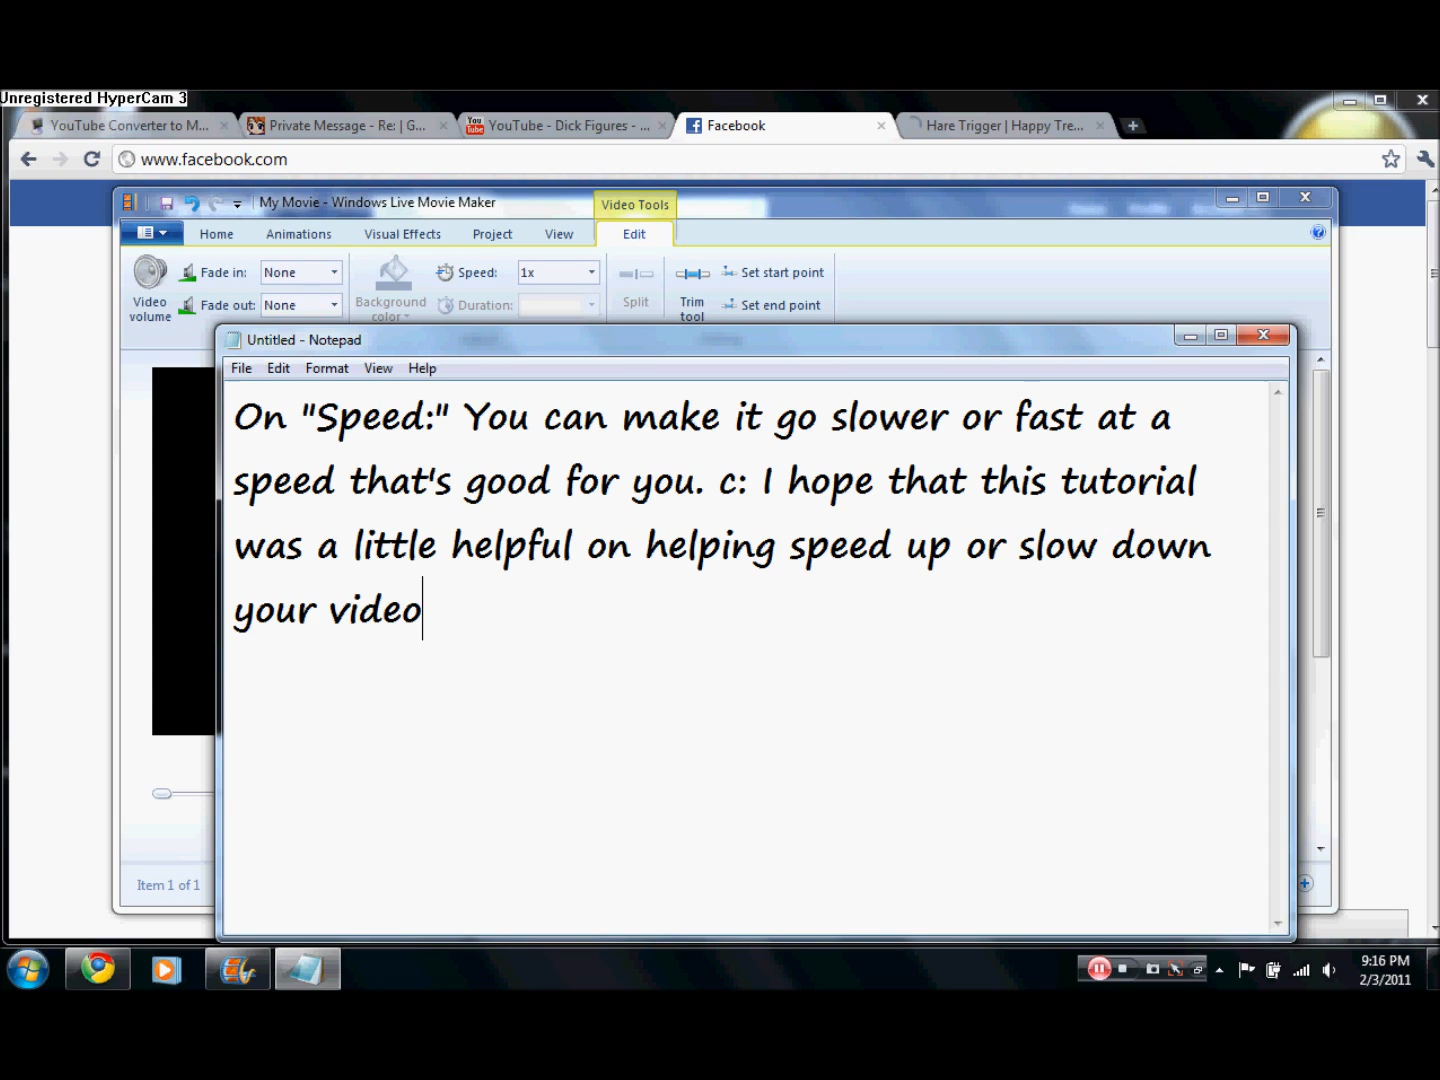 Unregistered HyperCam 3
YouTube Converter to M...
Private Message - Re: | G...
YouTube - Dick Figures - ...
Facebook
Hare Trigger | Happy Tre...
www.facebook.com
My Movie - Windows Live Movie Maker
Video Tools
Home
Animations
Visual Effects
Project
View
Edit
Video volume
Fade in:
None
Fade out:
None
Background color
Speed:
1x
Duration:
Split
Trim tool
Set start point
Set end point
Untitled - Notepad
File
Edit
Format
View
Help
On "Speed:" You can make it go slower or fast at a
speed that's good for you. c: I hope that this tutorial
was a little helpful on helping speed up or slow down
your video
Item 1 of 1
9:16 PM
2/3/2011